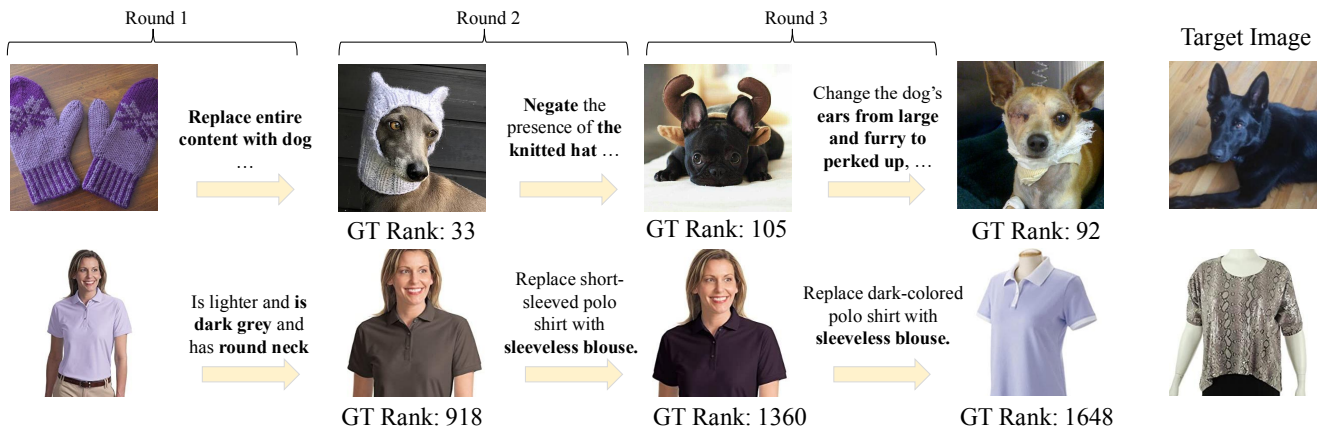 Round 1
Round 2
Round 3
Target Image
Replace entire
content with dog
…
Negate the
presence of the
knitted hat …
Change the dog's
ears from large
and furry to
perked up, …
GT Rank: 33
GT Rank: 105
GT Rank: 92
Is lighter and is
dark grey and
has round neck
Replace short-
sleeved polo
shirt with
sleeveless blouse.
Replace dark-colored
polo shirt with
sleeveless blouse.
GT Rank: 918
GT Rank: 1360
GT Rank: 1648